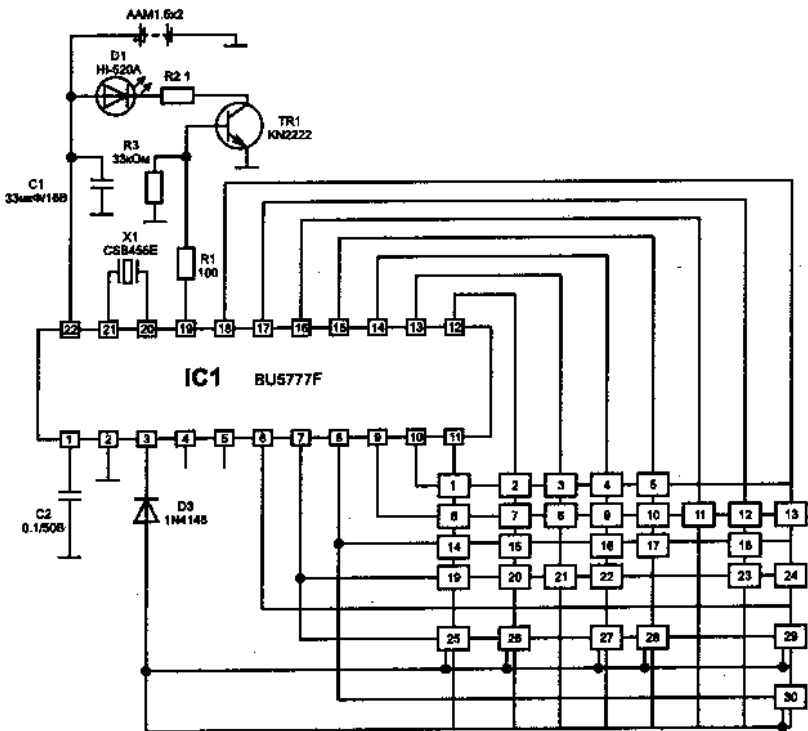 AAM1.5x2
D1
HI-520A
R2 1
TR1
KN2222
R3
33кОм
C1
33мкФ/16В
X1
CSB455E
R1
100
22 21 20 19 18 17 16 15 14 13 12
IC1 BU5777F
1 2 3 4 5 6 7 8 9 10 11
C2
0.1/50В
D3
1N4148
1 2 3 4 5
6 7 8 9 10 11 12 13
14 15 16 17 18
19 20 21 22 23 24
25 26 27 28 29
30